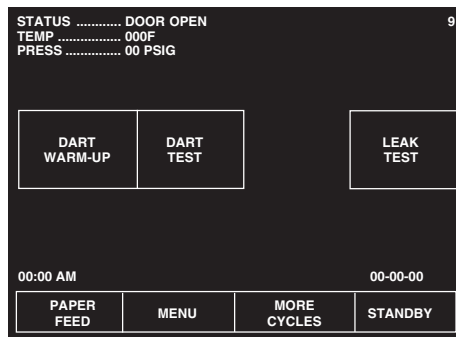 STATUS ............ DOOR OPEN 9
TEMP ................. 000F
PRESS ............... 00 PSIG
DART WARM-UP
DART TEST
LEAK TEST
00:00 AM 00-00-00
PAPER FEED
MENU
MORE CYCLES
STANDBY